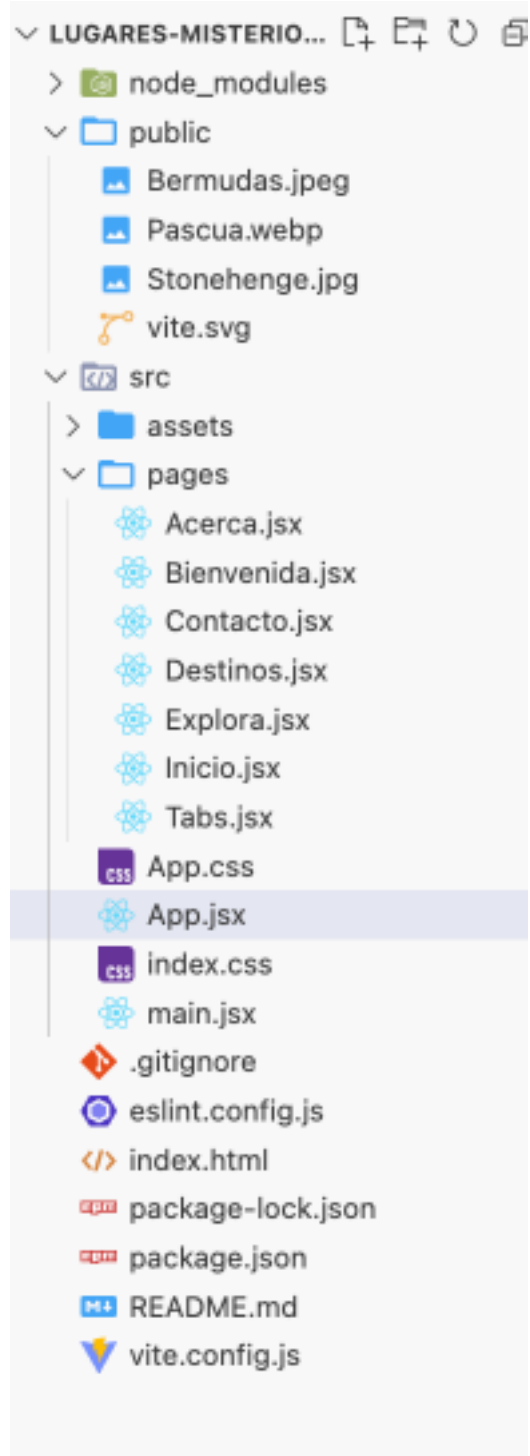 LUGARES-MISTERIO...
node_modules
public
Bermudas.jpeg
Pascua.webp
Stonehenge.jpg
vite.svg
src
assets
pages
Acerca.jsx
Bienvenida.jsx
Contacto.jsx
Destinos.jsx
Explora.jsx
Inicio.jsx
Tabs.jsx
App.css
App.jsx
index.css
main.jsx
.gitignore
eslint.config.js
index.html
package-lock.json
package.json
README.md
vite.config.js